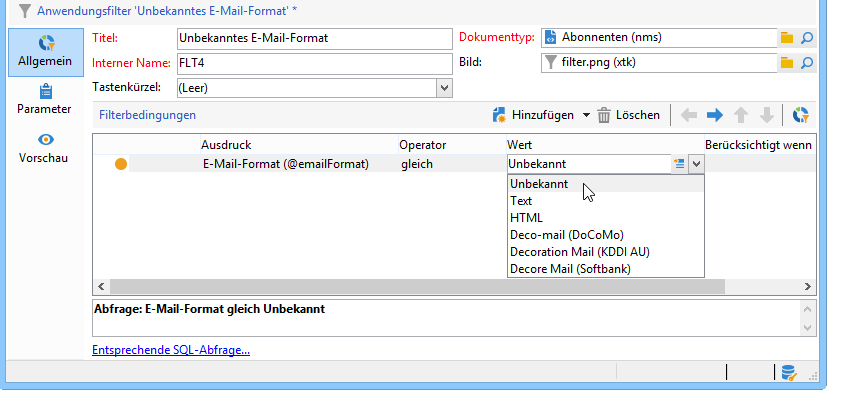 Anwendungsfilter 'Unbekanntes E-Mail-Format' *
Allgemein
Parameter
Vorschau
Titel: Unbekanntes E-Mail-Format Dokumenttyp: Abonnenten (nms)
Interner Name: FLT4 Bild: filter.png (xtk)
Tastenkürzel: (Leer)
Filterbedingungen Hinzufügen Löschen
Ausdruck Operator Wert Berücksichtigt wenn
E-Mail-Format (@emailFormat) gleich Unbekannt
Unbekannt
Text
HTML
Deco-mail (DoCoMo)
Decoration Mail (KDDI AU)
Decore Mail (Softbank)
Abfrage: E-Mail-Format gleich Unbekannt
Entsprechende SQL-Abfrage...